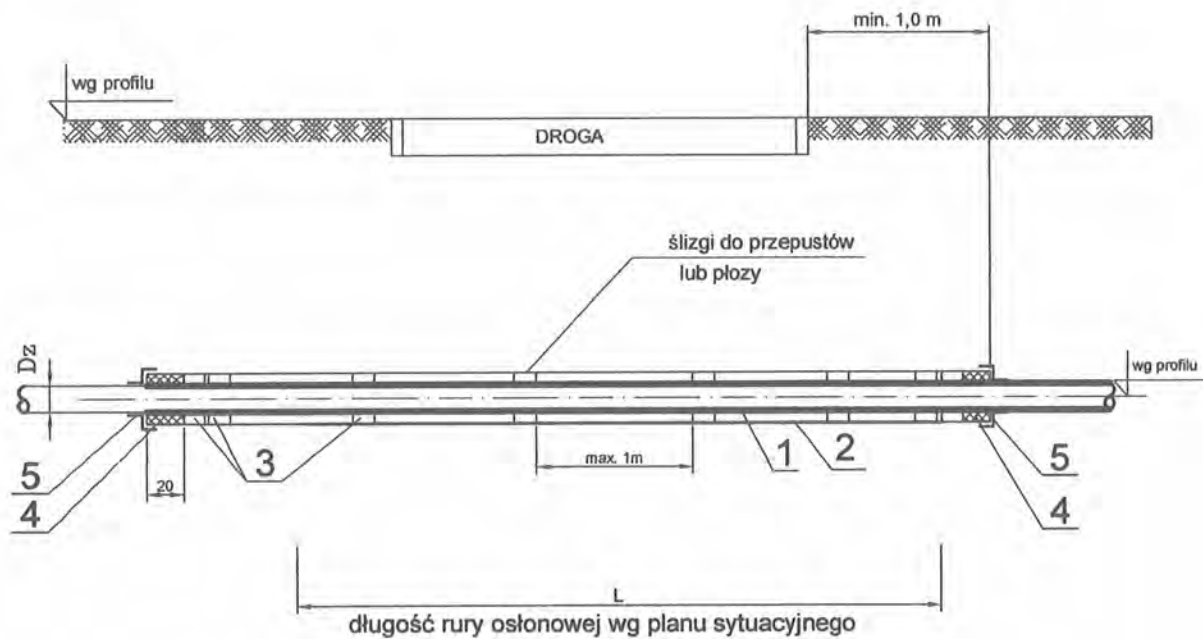 min. 1,0 m
wg profilu
DROGA
ślizgi do przepustów
lub płozy
Dz
δ
wg profilu
5
4
20
3
max. 1m
1
2
5
4
L
długość rury osłonowej wg planu sytuacyjnego